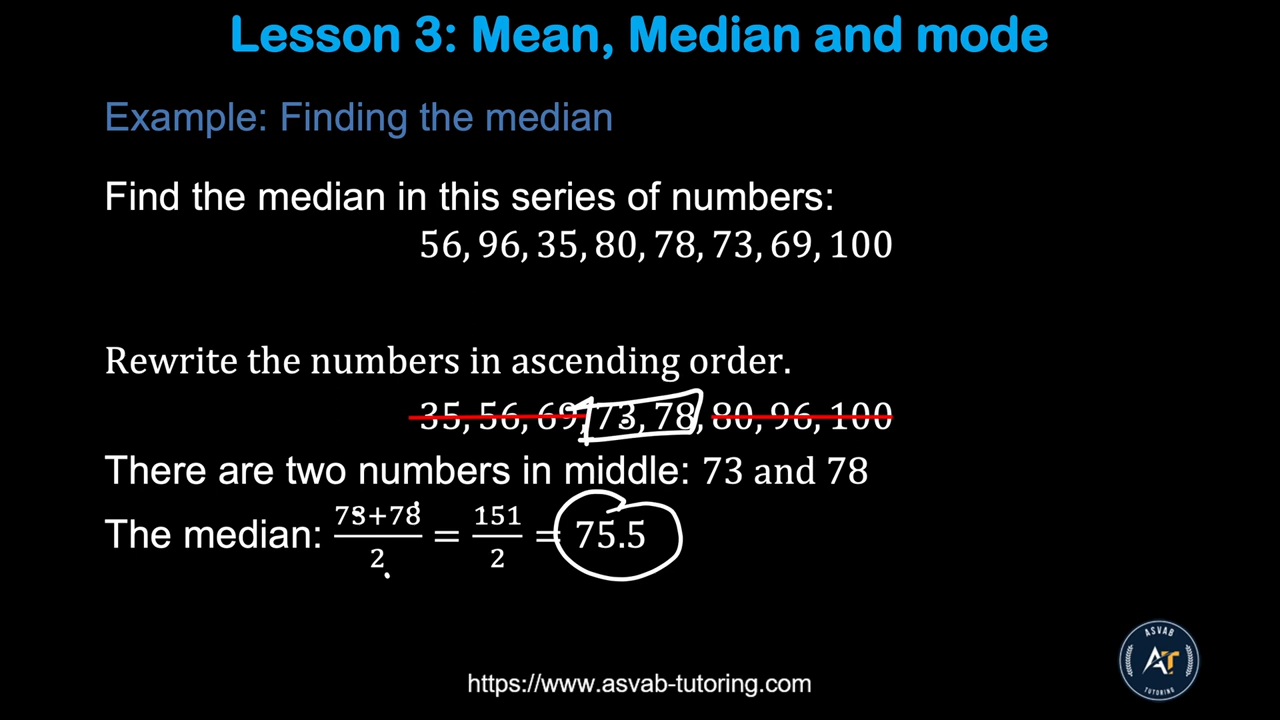 Lesson 3: Mean, Median and mode
Example: Finding the median
Find the median in this series of numbers:
56, 96, 35, 80, 78, 73, 69, 100
Rewrite the numbers in ascending order.
35, 56, 69, 73, 78, 80, 96, 100
There are two numbers in middle: 73 and 78
The median: 73+78/2 = 151/2 = 75.5
ASVAB
AT
TUTORING
https://www.asvab-tutoring.com